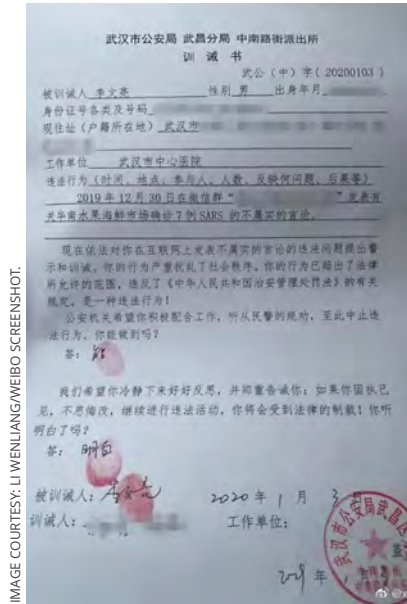 武汉市公安局 武昌分局 中南路街派出所
训 诫 书
武公（中）字（20200103）
被训诫人 李文亮 性别 男 出身年月
身份证号各类及号码
现住址（户籍所在地）武汉市
工作单位 武汉市中心医院
违法行为（时间、地点、参与人、人数、反映何问题、后果等）
2019年12月30日在微信群“ ”发表有
关华南水果海鲜市场确诊7例SARS的不属实的言论。
现在依法对你在互联网上发表不属实的言论的违法问题提出警
示和训诫。你的行为严重扰乱了社会秩序。你的行为已超出了法律
所允许的范围，违反了《中华人民共和国治安管理处罚法》的有关
规定，是一种违法行为！
公安机关希望你积极配合工作，听从民警的规劝，至此中止违
法行为。你能做到吗？
答：能
我们希望你冷静下来好好反思，并郑重告诫你：如果你固执己
见，不思悔改，继续进行违法活动，你将会受到法律的制裁！你听
明白了吗？
答：明白
被训诫人：李文亮 2020年 1 月 3 日
训诫人： 工作单位：
年
武汉市公安局武昌
IMAGE COURTESY: LI WENLIANG/WEIBO SCREENSHOT.